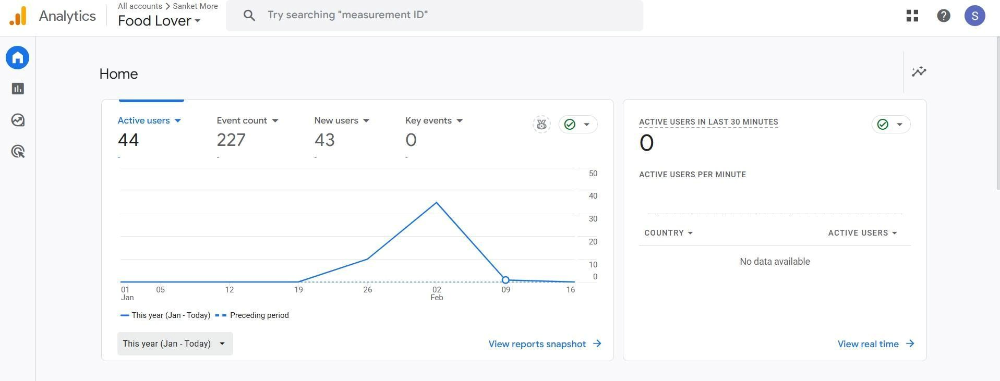 Analytics
All accounts > Sanket More
Food Lover
Try searching "measurement ID"
?
S
Home
Active users
44
-
Event count
227
-
New users
43
-
Key events
0
-
50
40
30
20
10
0
01 05 12 19 26 02 09 16
Jan Feb
This year (Jan - Today) Preceding period
This year (Jan - Today)
View reports snapshot
ACTIVE USERS IN LAST 30 MINUTES
0
ACTIVE USERS PER MINUTE
COUNTRY ACTIVE USERS
No data available
View real time